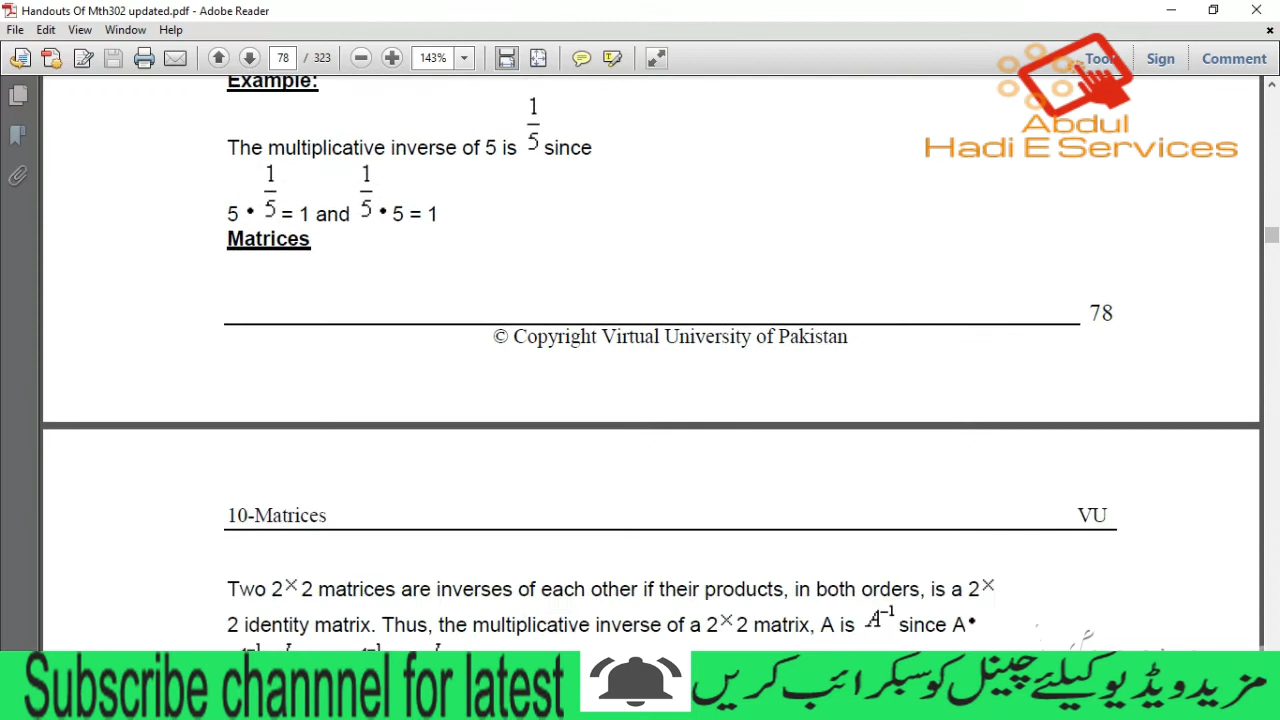 Handouts Of Mth302 updated.pdf - Adobe Reader
File Edit View Window Help
78 / 323 143% Tools Sign Comment
Abdul
Hadi E Services
Example:
The multiplicative inverse of 5 is 1/5 since
5 • 1/5 = 1 and 1/5 • 5 = 1
Matrices
78
© Copyright Virtual University of Pakistan
10-Matrices VU
Two 2×2 matrices are inverses of each other if their products, in both orders, is a 2×
2 identity matrix. Thus, the multiplicative inverse of a 2×2 matrix, A is A⁻¹ since A•
Subscribe channnel for latest
مزید ویڈیو کیلئے چینل کو سبکرائب کریں